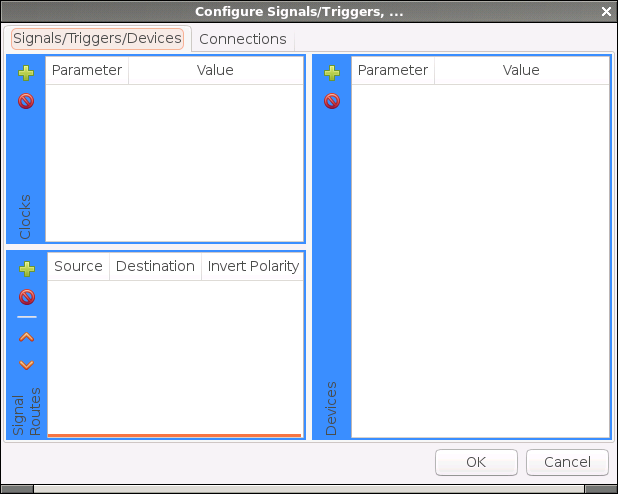 Configure Signals/Triggers, ...
Signals/Triggers/Devices
Connections
Parameter
Value
Clocks
Parameter
Value
Devices
Source
Destination
Invert Polarity
Signal
Routes
OK
Cancel